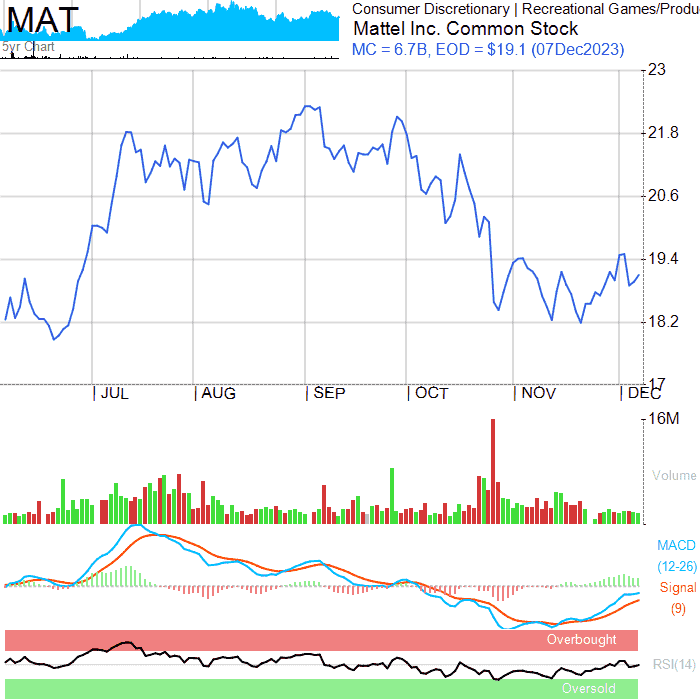 MAT
5yr Chart
Consumer Discretionary | Recreational Games/Produ
Mattel Inc. Common Stock
MC = 6.7B, EOD = $19.1 (07Dec2023)
23
21.8
20.6
19.4
18.2
17
| JUL | AUG | SEP | OCT | NOV | DEC
16M
Volume
MACD
(12-26)
Signal
(9)
Overbought
RSI(14)
Oversold